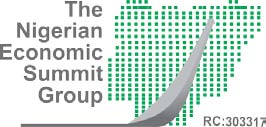 The
Nigerian
Economic
Summit
Group
RC:303317